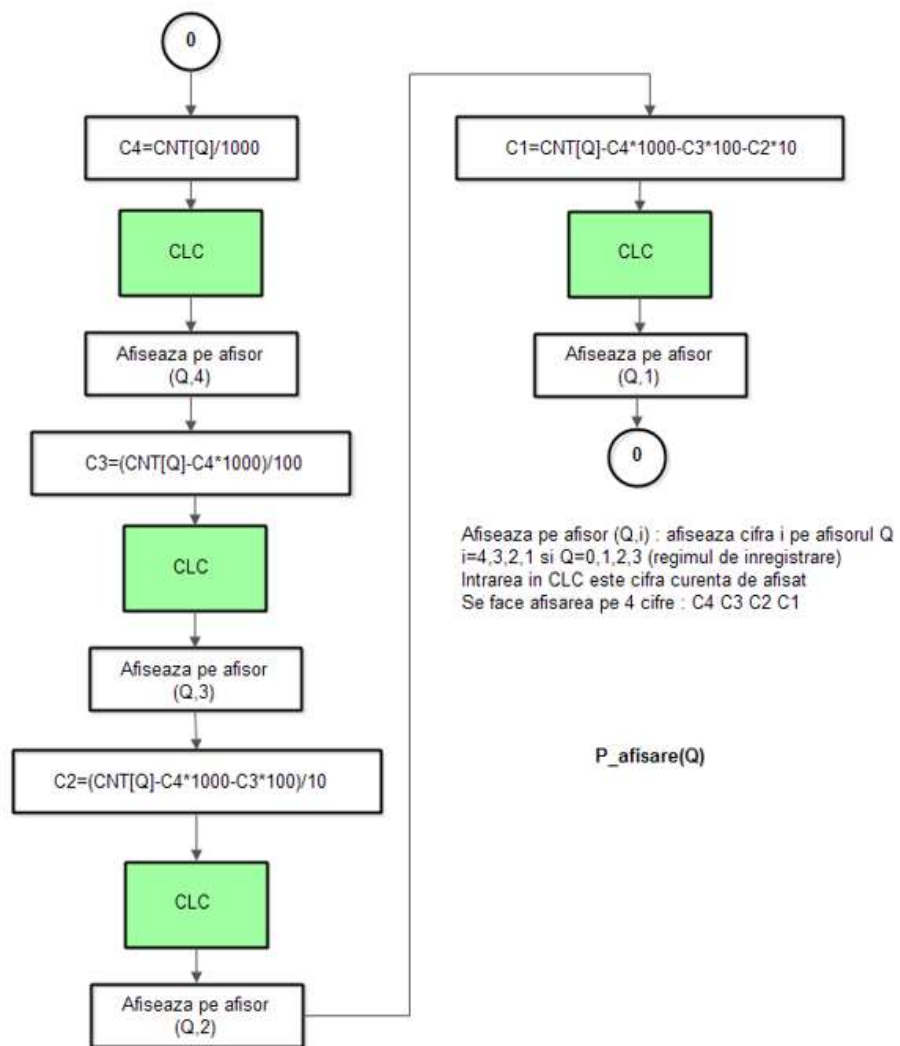 0
C4=CNT[Q]/1000
CLC
Afiseaza pe afisor
(Q,4)
C3=(CNT[Q]-C4*1000)/100
CLC
Afiseaza pe afisor
(Q,3)
C2=(CNT[Q]-C4*1000-C3*100)/10
CLC
Afiseaza pe afisor
(Q,2)
C1=CNT[Q]-C4*1000-C3*100-C2*10
CLC
Afiseaza pe afisor
(Q,1)
0
Afiseaza pe afisor (Q,i) : afiseaza cifra i pe afisorul Q
i=4,3,2,1 si Q=0,1,2,3 (regimul de inregistrare)
Intrarea in CLC este cifra curenta de afisat
Se face afisarea pe 4 cifre : C4 C3 C2 C1
P_afisare(Q)